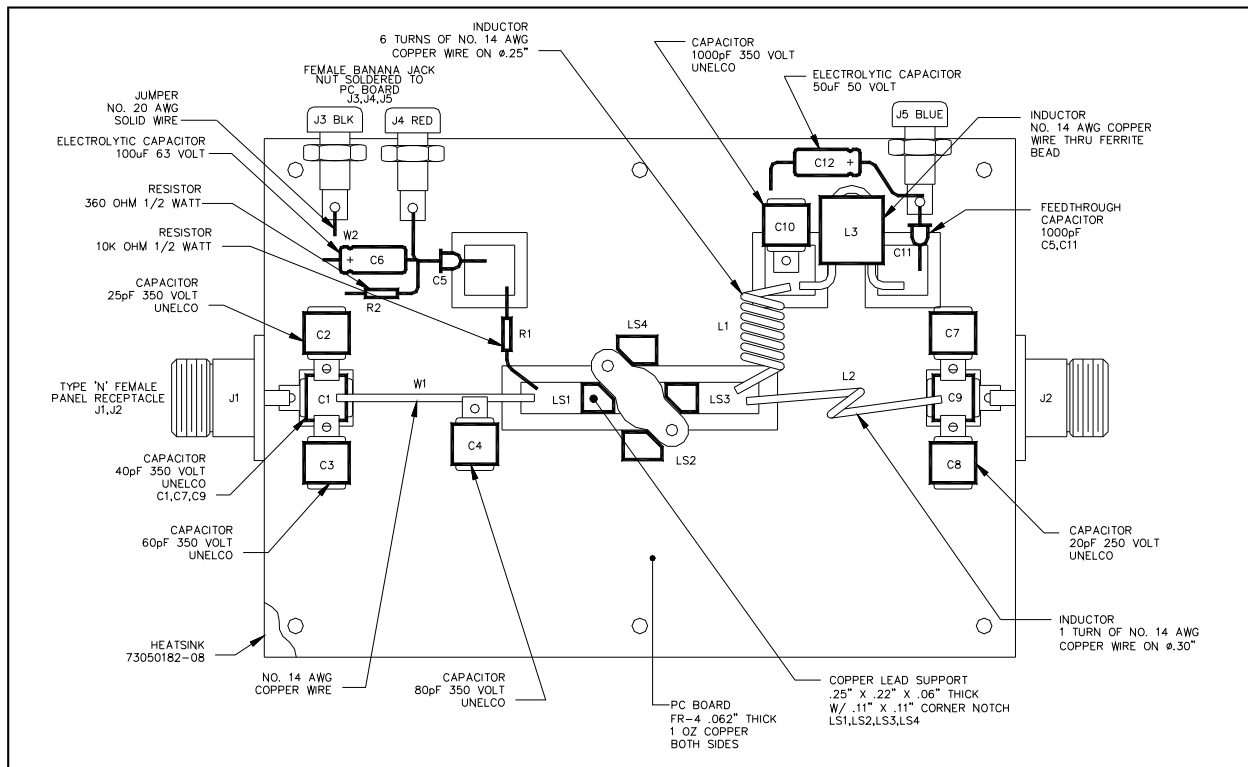 INDUCTOR
6 TURNS OF NO. 14 AWG
COPPER WIRE ON ø.25"
CAPACITOR
1000pF 350 VOLT
UNELCO
FEMALE BANANA JACK
NUT SOLDERED TO
PC BOARD
J3,J4,J5
ELECTROLYTIC CAPACITOR
50uF 50 VOLT
JUMPER
NO. 20 AWG
SOLID WIRE
J3 BLK
J4 RED
J5 BLUE
INDUCTOR
NO. 14 AWG COPPER
WIRE THRU FERRITE
BEAD
ELECTROLYTIC CAPACITOR
100uF 63 VOLT
C12
+
RESISTOR
360 OHM 1/2 WATT
FEEDTHROUGH
CAPACITOR
1000pF
C5,C11
RESISTOR
10K OHM 1/2 WATT
W2
C10
L3
C11
+
C6
C5
CAPACITOR
25pF 350 VOLT
UNELCO
R2
C2
R1
LS4
L1
C7
TYPE 'N' FEMALE
PANEL RECEPTACLE
J1,J2
J1
C1
W1
LS1
LS3
L2
C9
J2
C3
C4
LS2
C8
CAPACITOR
40pF 350 VOLT
UNELCO
C1,C7,C9
CAPACITOR
60pF 350 VOLT
UNELCO
CAPACITOR
20pF 250 VOLT
UNELCO
HEATSINK
73050182-08
NO. 14 AWG
COPPER WIRE
CAPACITOR
80pF 350 VOLT
UNELCO
PC BOARD
FR-4 .062" THICK
1 OZ COPPER
BOTH SIDES
COPPER LEAD SUPPORT
.25" X .22" X .06" THICK
W/ .11" X .11" CORNER NOTCH
LS1,LS2,LS3,LS4
INDUCTOR
1 TURN OF NO. 14 AWG
COPPER WIRE ON ø.30"